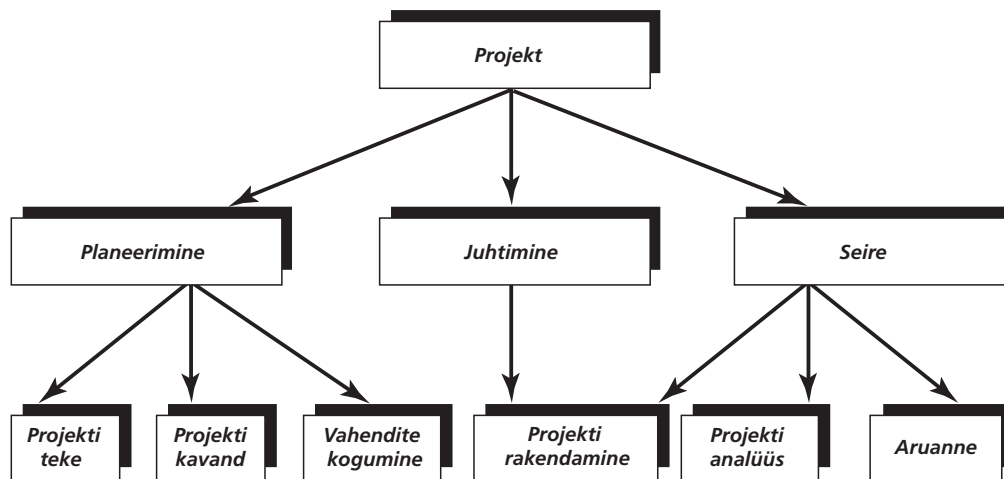 Projekt
Planeerimine
Juhtimine
Seire
Projekti
teke
Projekti
kavand
Vahendite
kogumine
Projekti
rakendamine
Projekti
analüüs
Aruanne